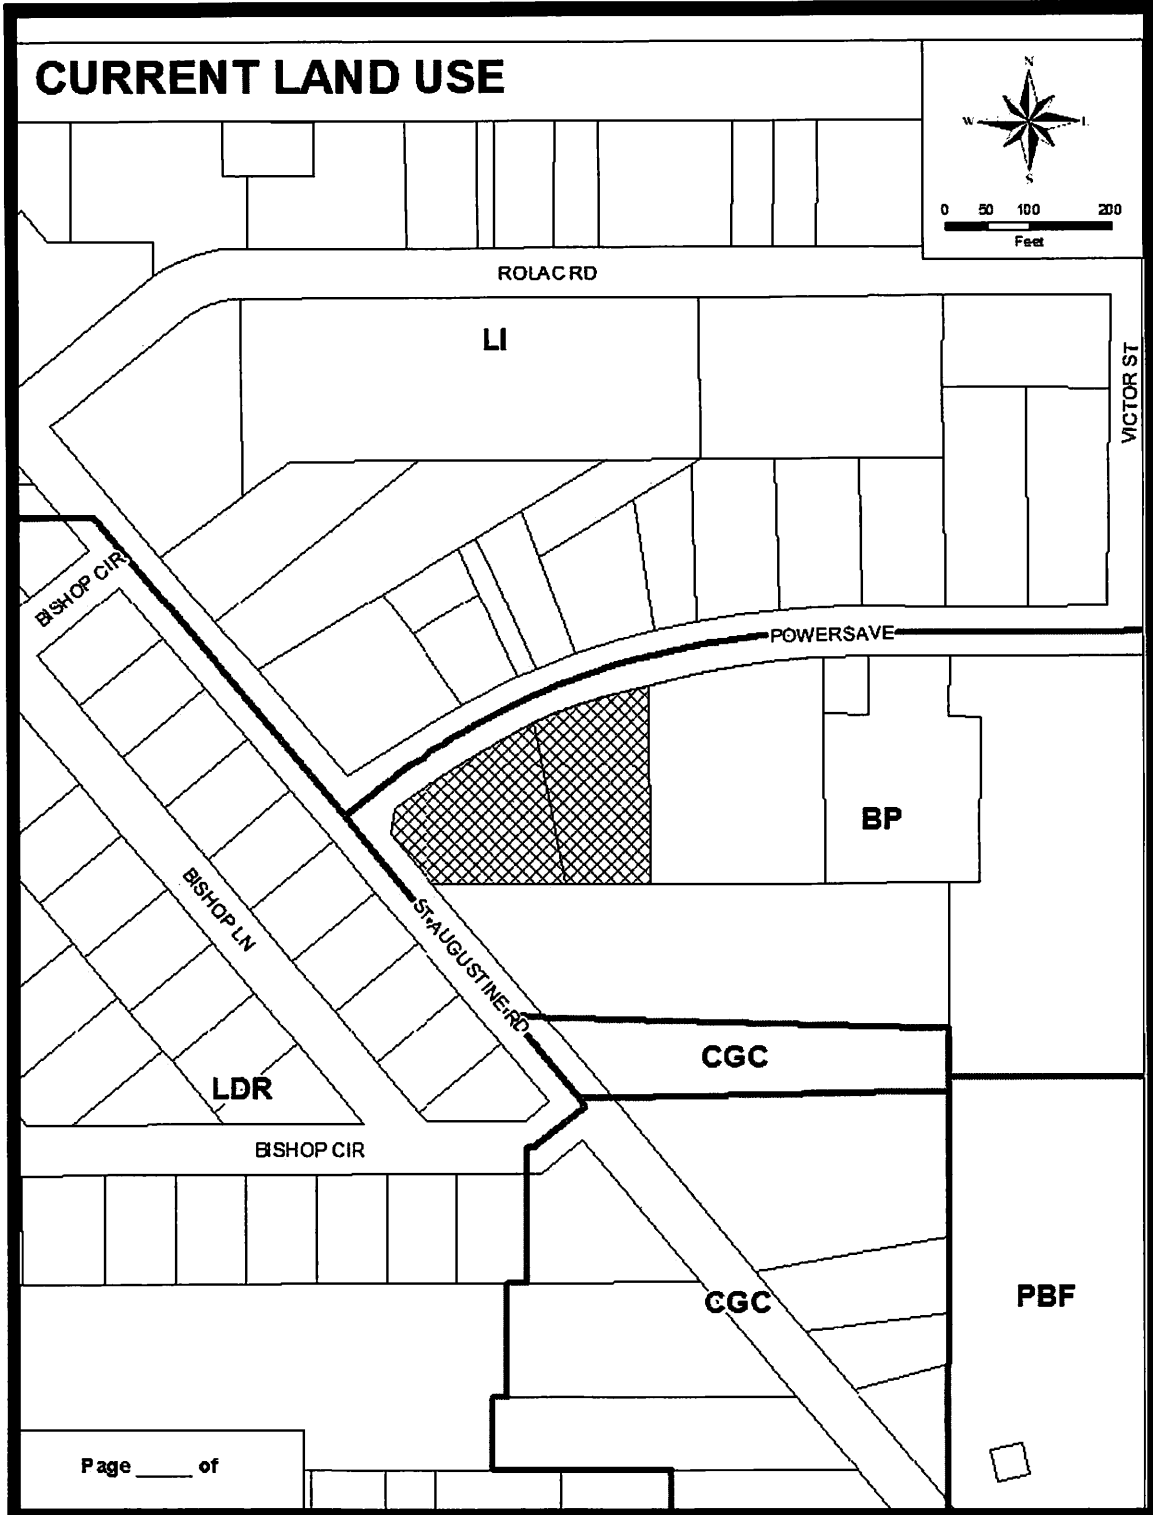 CURRENT LAND USE
N
W
E
S
0 50 100 200
Feet
ROLAC RD
LI
VICTOR ST
BISHOP CIR
POWERSAVE
BP
BISHOP LN
ST. AUGUSTINE RD
CGC
LDR
BISHOP CIR
CGC
PBF
Page _____ of